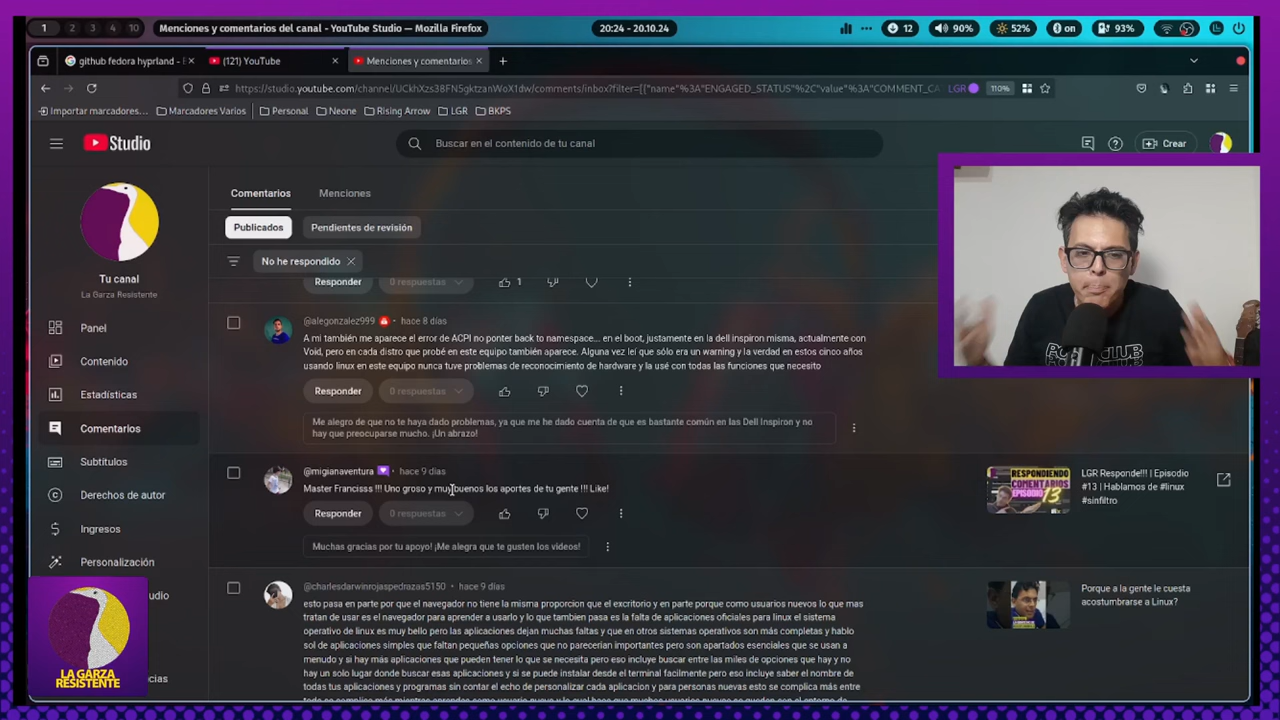 1 2 3 4 10 Menciones y comentarios del canal - YouTube Studio — Mozilla Firefox 20:24 - 20.10.24 12 90% 52% on 93%
github fedora hyprland - F (121) YouTube Menciones y comentarios
https://studio.youtube.com/channel/UCkhXzs38FN5gktzanWoX1dw/comments/inbox?filter=[{"name"%3A"ENGAGED_STATUS"%2C"value"%3A"COMMENT_CA LGR 110%
Importar marcadores... Marcadores Varios Personal Neone Rising Arrow LGR BKPS
Studio Buscar en el contenido de tu canal Crear
Comentarios Menciones
Publicados Pendientes de revisión
No he respondido
Responder 0 respuestas 1
Tu canal
La Garza Resistente
Panel
Contenido
Estadísticas
Comentarios
Subtítulos
Derechos de autor
Ingresos
Personalización
LA GARZA
RESISTENTE
@alegonzalez999 hace 8 días
A mi también me aparece el error de ACPI no ponter back to namespace... en el boot, justamente en la dell inspiron misma, actualmente con
Void, pero en cada distro que probé en este equipo también aparece. Alguna vez leí que sólo era un warning y la verdad en estos cinco años
usando linux en este equipo nunca tuve problemas de reconocimiento de hardware y la usé con todas las funciones que necesito
Responder 0 respuestas
Me alegro de que no te haya dado problemas, ya que me he dado cuenta de que es bastante común en las Dell Inspiron y no
hay que preocuparse mucho. ¡Un abrazo!
@migianaventura hace 9 días
Master Francisss !!! Uno groso y muy buenos los aportes de tu gente !!! Like!
Responder 0 respuestas
Muchas gracias por tu apoyo! ¡Me alegra que te gusten los videos!
RESPONDIENDO
COMENTARIOS
EPISODIO
13
LGR Responde!!! | Episodio
#13 | Hablamos de #linux
#sinfiltro
@charlesdarwinrojaspedrazas5150 hace 9 días
esto pasa en parte por que el navegador no tiene la misma proporcion que el excritorio y en parte porque como usuarios nuevos lo que mas
tratan de usar es el navegador para aprender a usarlo y lo que tambien pasa es la falta de aplicaciones oficiales para linux el sistema
operativo de linux es muy bello pero las aplicaciones dejan muchas faltas y que en otros sistemas operativos son más completas y hablo
sol de aplicaciones simples que faltan pequeñas opciones que no parecerian importantes pero son apartados esenciales que se usan a
menudo y si hay más aplicaciones que pueden tener lo que se necesita pero eso incluye buscar entre las miles de opciones que hay y no
hay un solo lugar donde buscar esas aplicaciones y si se puede instalar desde el terminal facilemente pero eso incluye saber el nombre de
todas tus aplicaciones y programas sin contar el echo de personalizar cada aplicacion y para personas nuevas esto se complica más entre
Porque a la gente le cuesta
acostumbrarse a Linux?